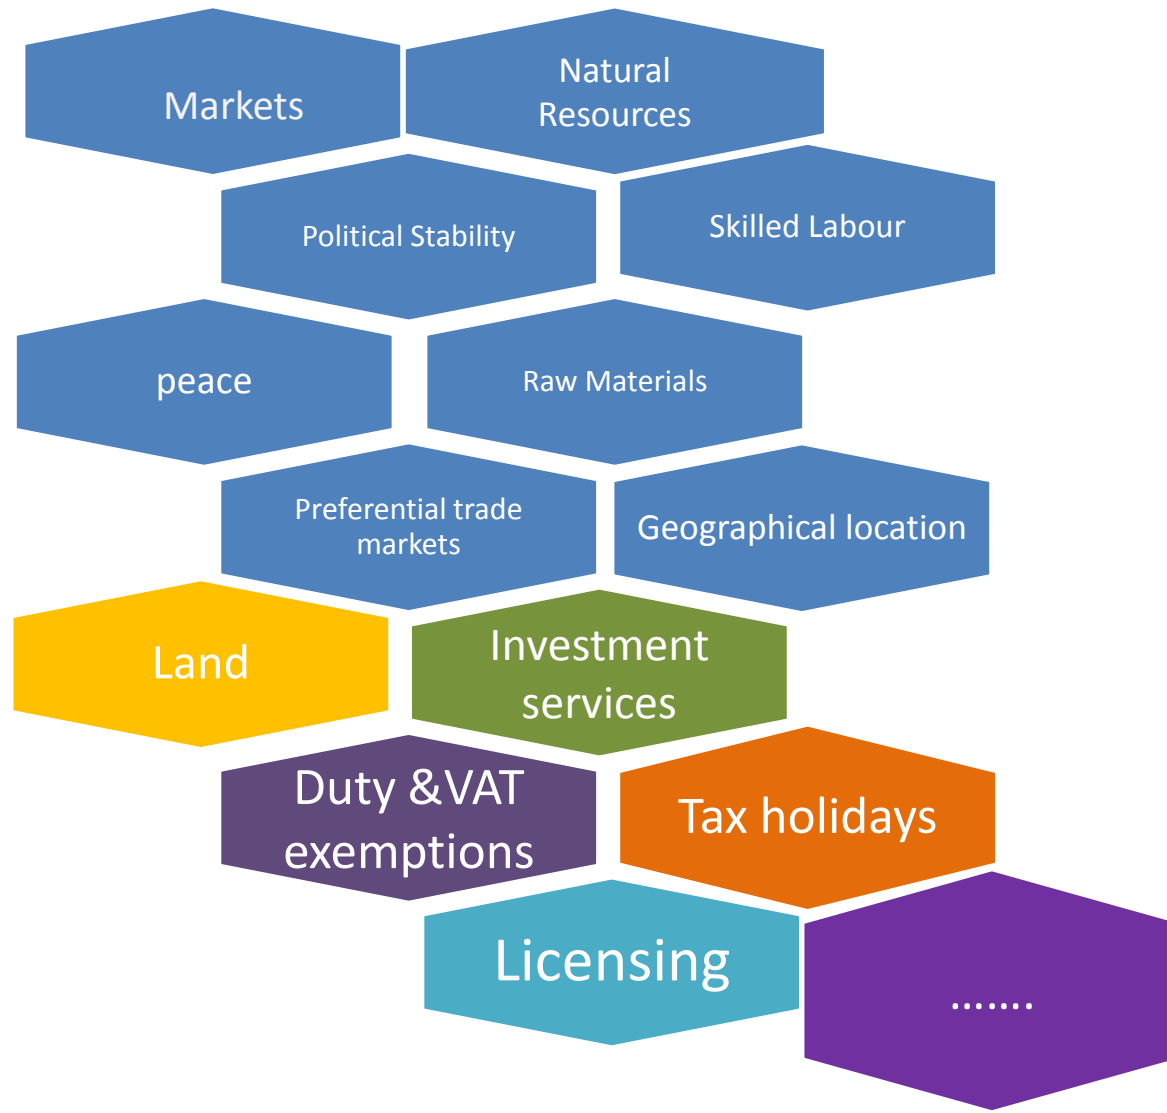 Markets
Natural
Resources
Political Stability
Skilled Labour
peace
Raw Materials
Preferential trade
markets
Geographical location
Land
Investment
services
Duty &VAT
exemptions
Tax holidays
Licensing
.......